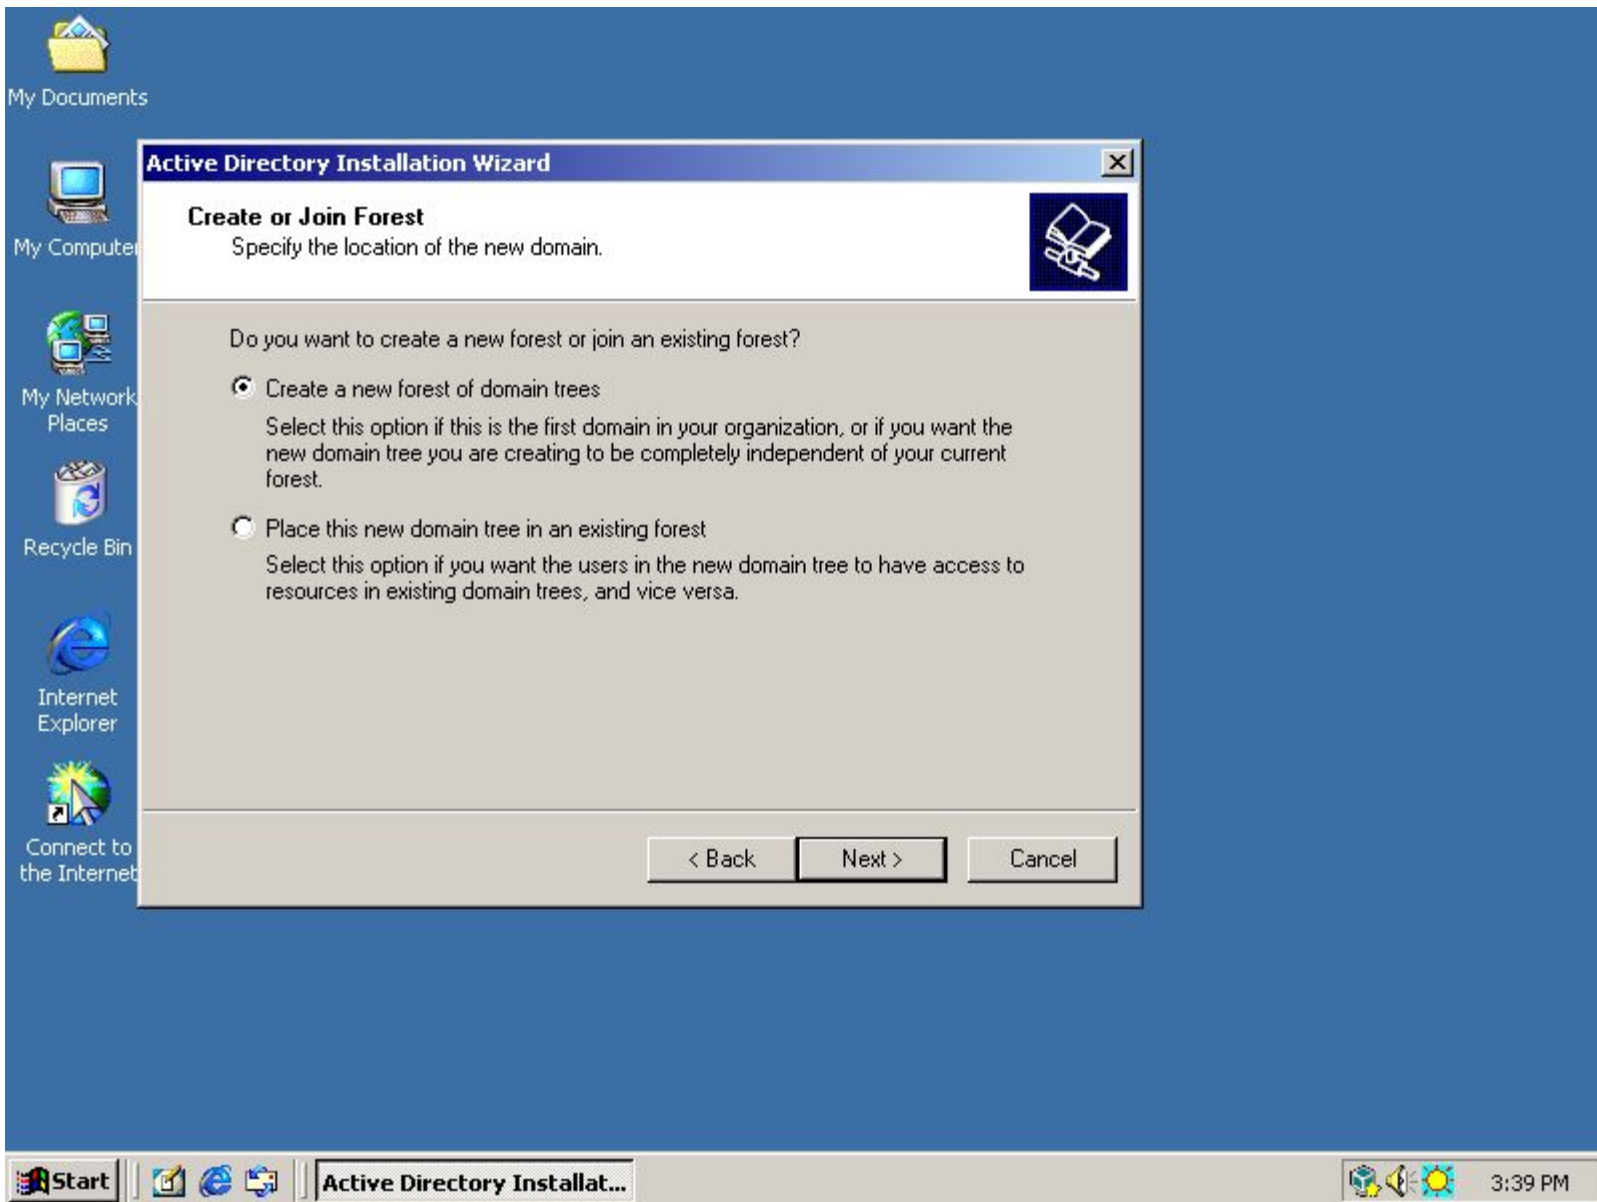 My Documents
My Computer
My Network
Places
Recycle Bin
Internet
Explorer
Connect to
the Internet
Active Directory Installation Wizard
Create or Join Forest
Specify the location of the new domain.
Do you want to create a new forest or join an existing forest?
Create a new forest of domain trees
Select this option if this is the first domain in your organization, or if you want the
new domain tree you are creating to be completely independent of your current
forest.
Place this new domain tree in an existing forest
Select this option if you want the users in the new domain tree to have access to
resources in existing domain trees, and vice versa.
< Back
Next >
Cancel
Start
Active Directory Installat...
3:39 PM